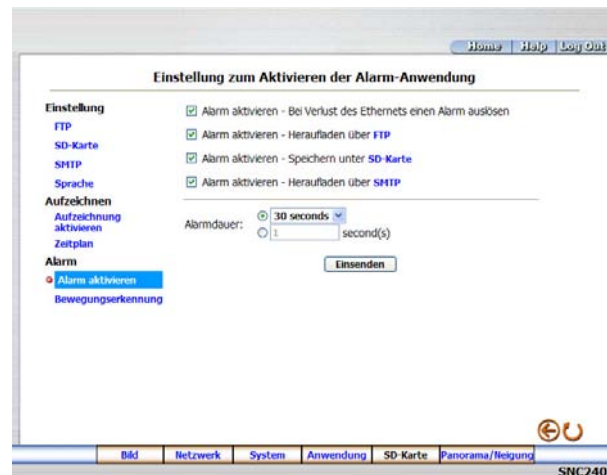 Home Help Log Out
Einstellung zum Aktivieren der Alarm-Anwendung
Einstellung
FTP
SD-Karte
SMTP
Sprache
Aufzeichnen
Aufzeichnung
aktivieren
Zeitplan
Alarm
Alarm aktivieren
Bewegungserkennung
Alarm aktivieren - Bei Verlust des Ethernets einen Alarm auslösen
Alarm aktivieren - Heraufladen über FTP
Alarm aktivieren - Speichern unter SD-Karte
Alarm aktivieren - Heraufladen über SMTP
Alarmdauer:
30 seconds
1 second(s)
Einsenden
Bild Netzwerk System Anwendung SD-Karte Panorama/Neigung
SNC240